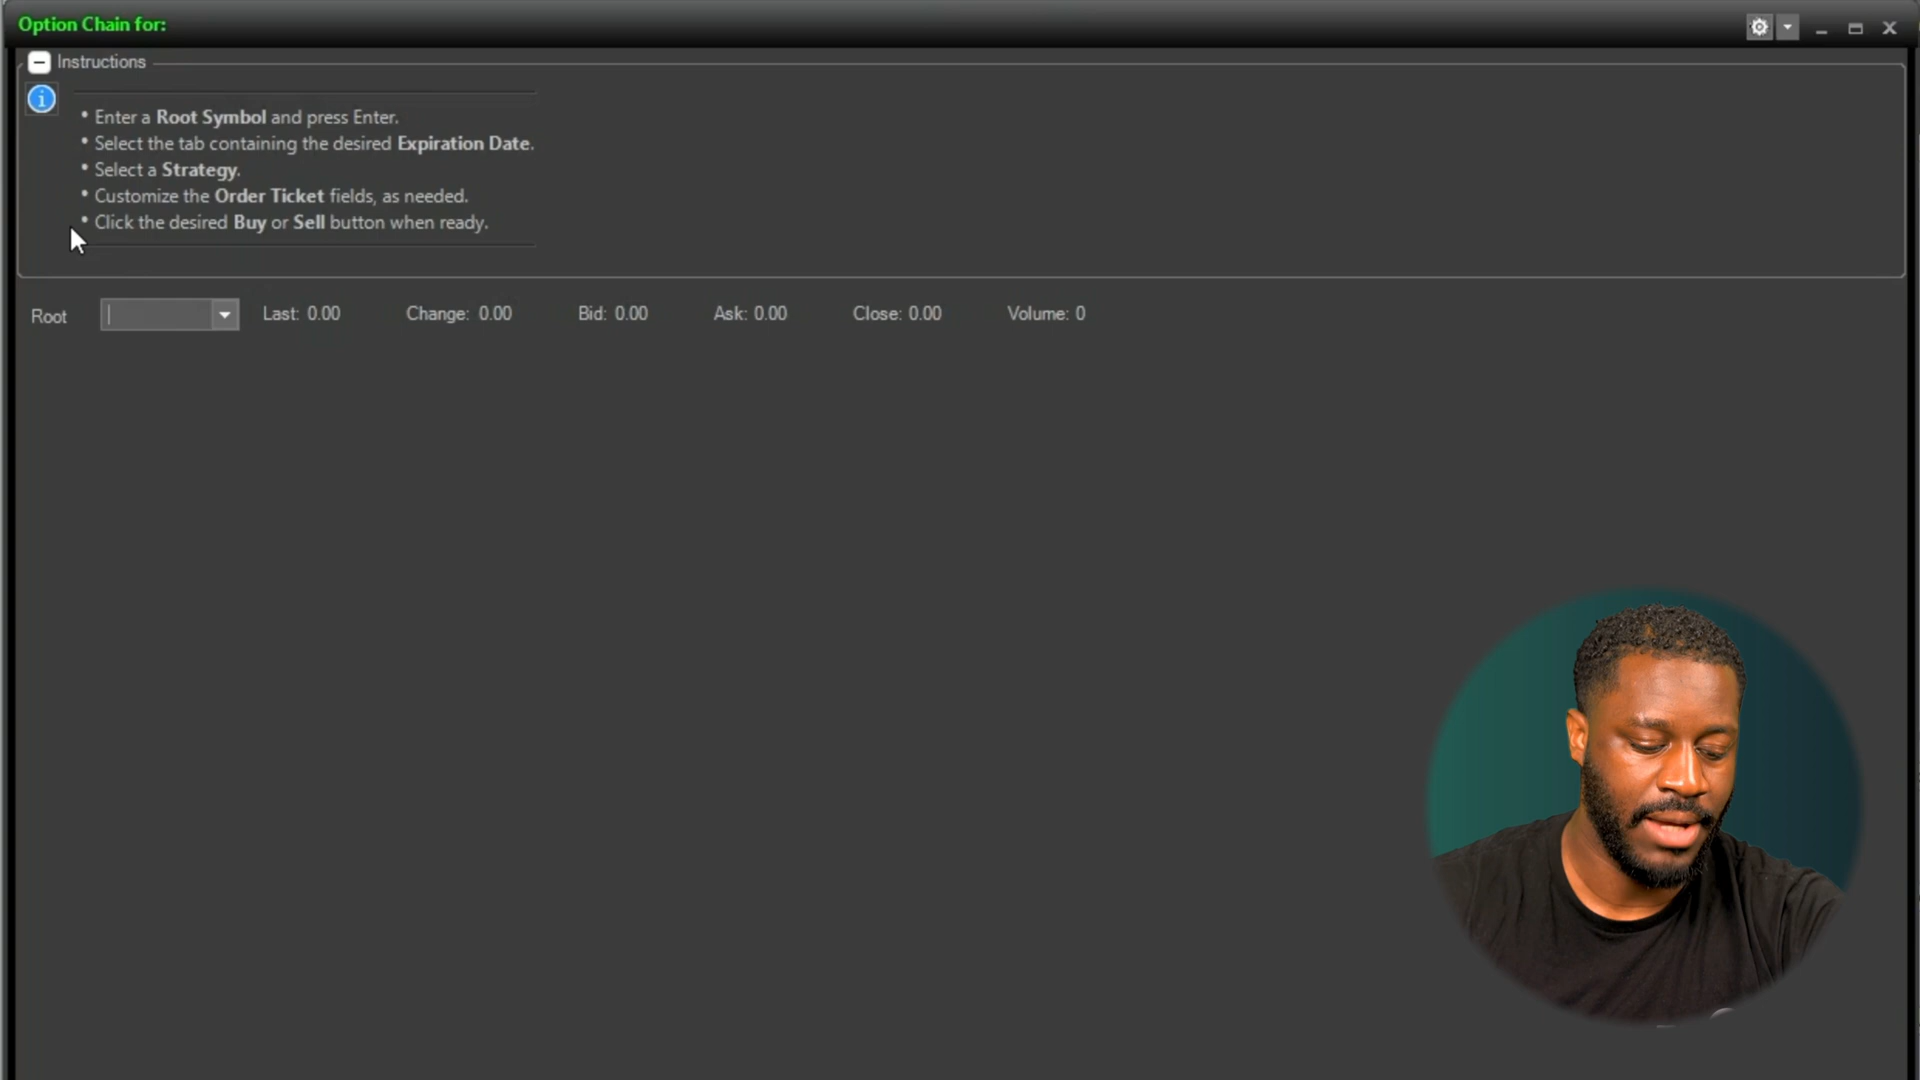 Option Chain for:
Instructions
• Enter a Root Symbol and press Enter.
• Select the tab containing the desired Expiration Date.
• Select a Strategy.
• Customize the Order Ticket fields, as needed.
• Click the desired Buy or Sell button when ready.
Root Last: 0.00 Change: 0.00 Bid: 0.00 Ask: 0.00 Close: 0.00 Volume: 0